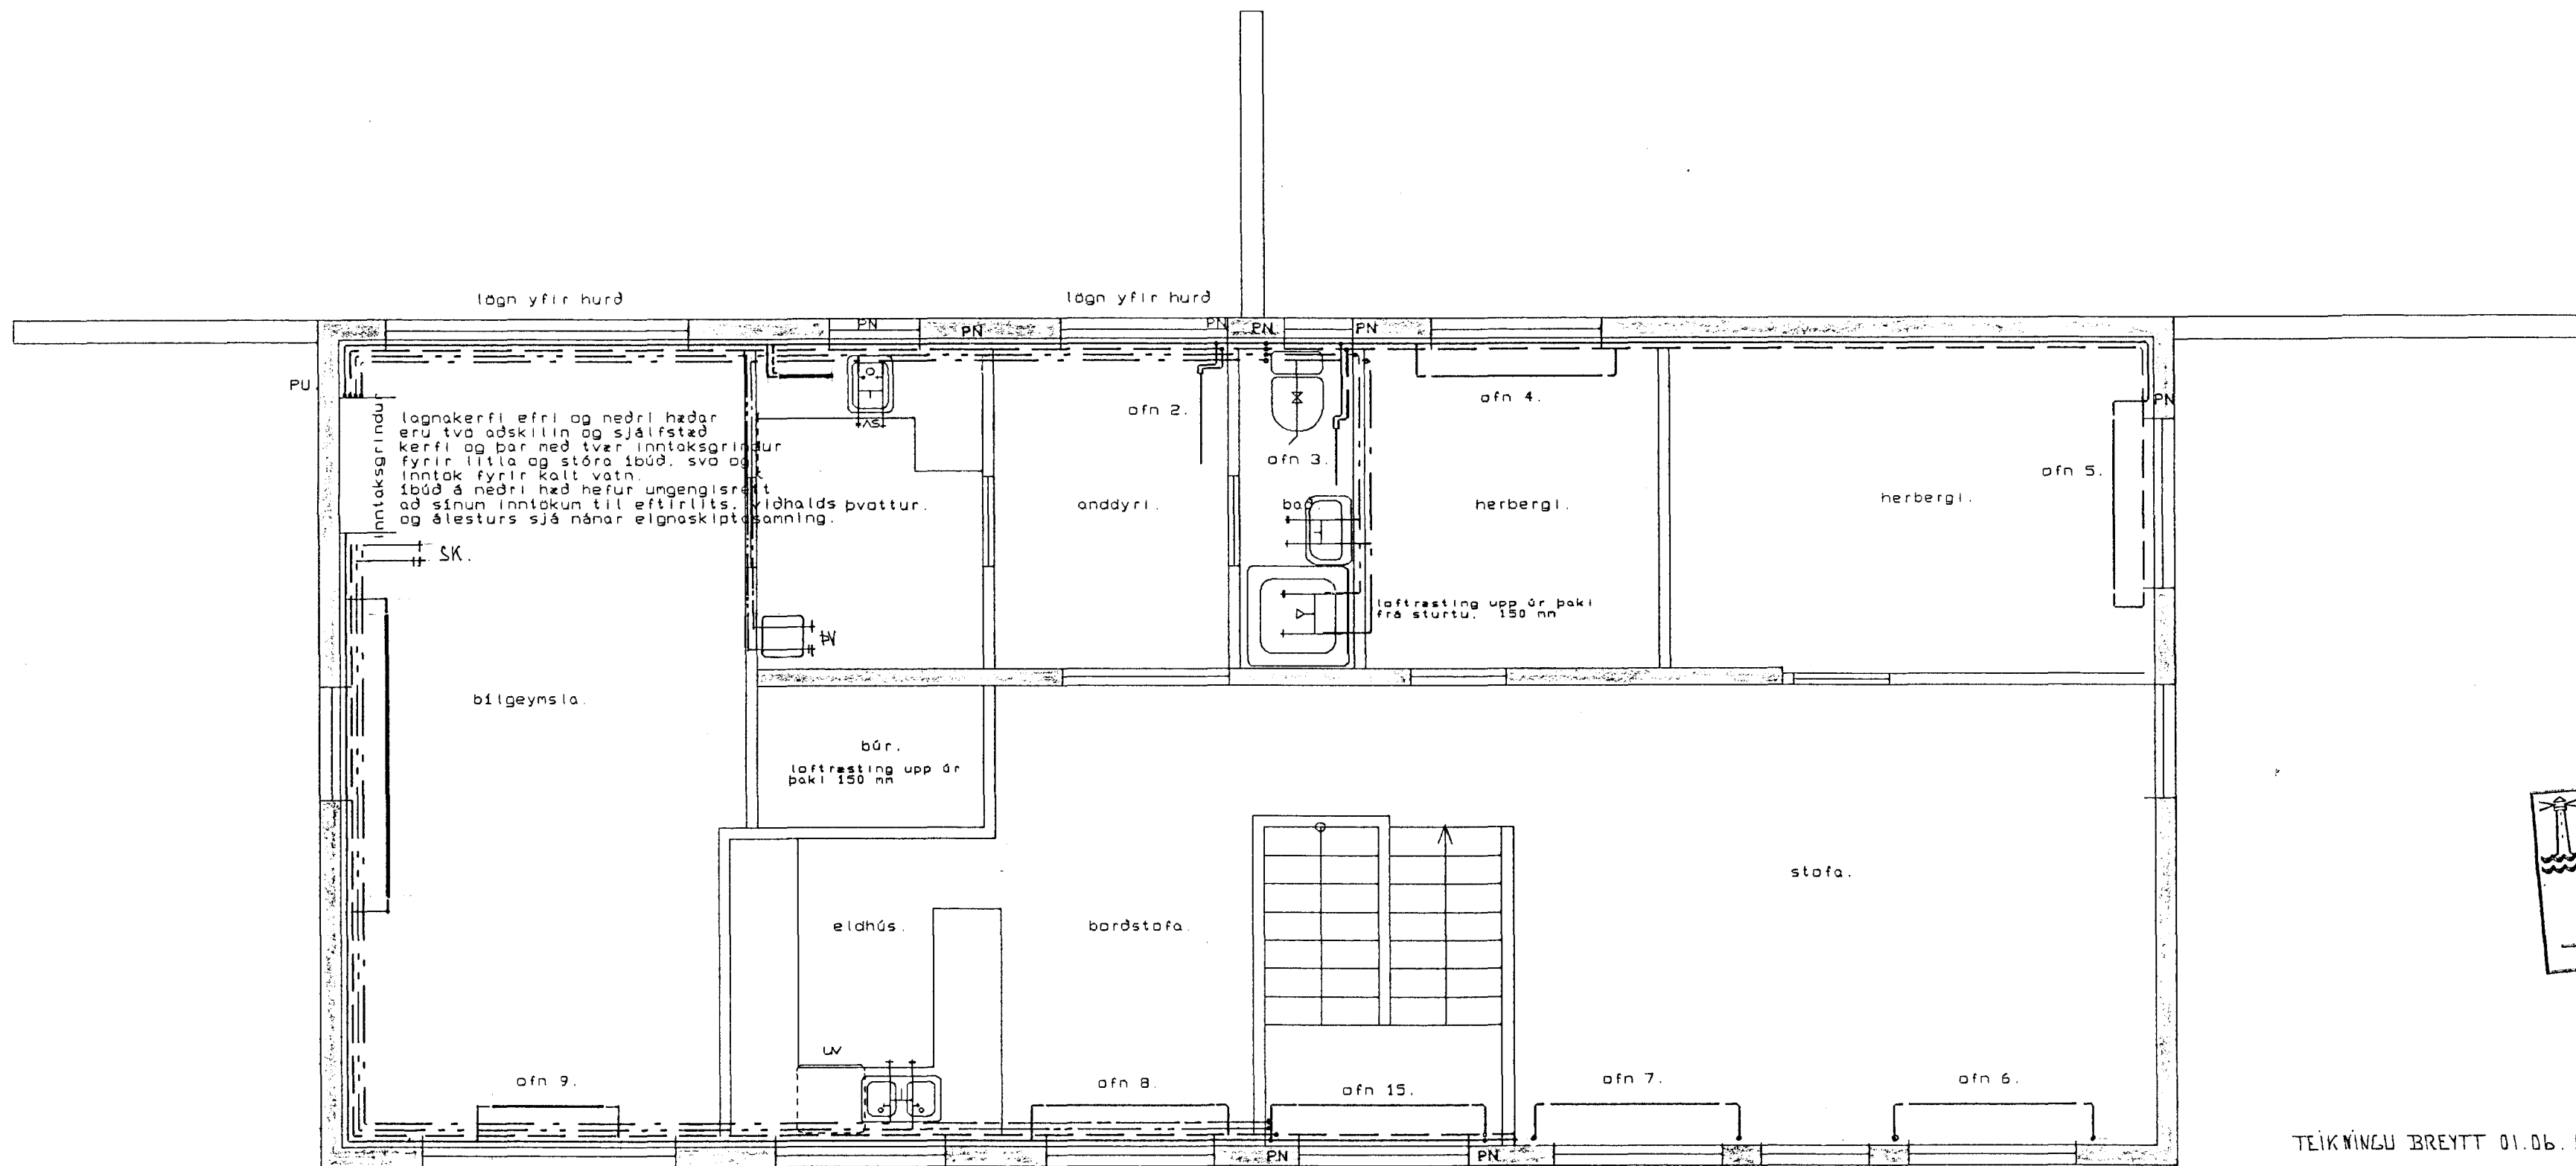 lögn yfir hurð
lögn yfir hurð
PN
PN
PN
PN
PN
PU
inntaksgrindur
lagnakerfi efri og neðri hæðar
eru tvö aðskilin og sjálfstæð
kerfi og þar með tvær inntaksgrindur
fyrir litla og stóra íbúð. svo og
inntak fyrir kalt vatn.
íbúð á neðri hæð hefur umgengisrétt
að sínum inntökum til eftirlits, viðhalds
og álesturs sjá nánar eignaskiptasamning.
SV
ofn 2.
ofn 3.
ofn 4.
ofn 5.
PN
þvottur.
anddyri.
bað.
herbergi.
herbergi.
SK.
loftræsting upp úr þaki
frá sturtu. 150 mm
ÞV
bílgeymsla.
búr.
loftræsting upp úr
þaki 150 mm
stofa.
eldhús.
borðstofa.
UV
ofn 9.
ofn 8.
ofn 15.
ofn 7.
ofn 6.
PN
PN
TEIKNINGU BREYTT 01.06.